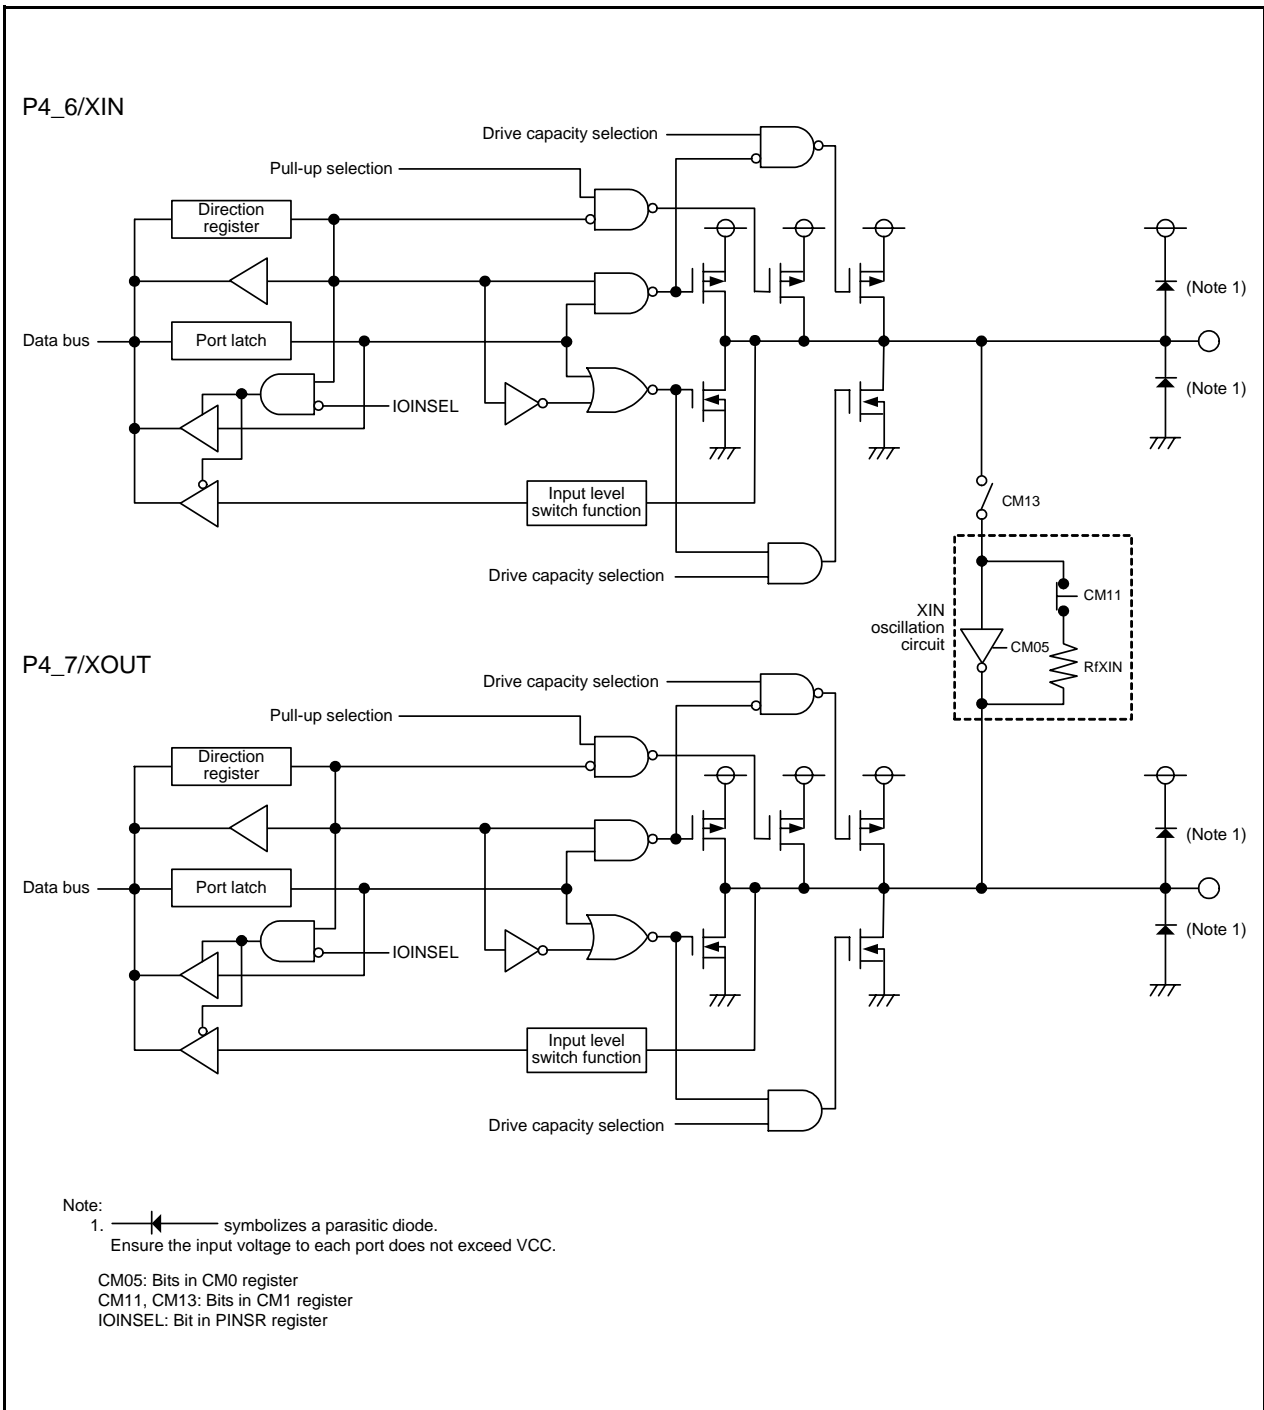 P4_6/XIN
Drive capacity selection
Pull-up selection
Direction
register
(Note 1)
Data bus
Port latch
(Note 1)
IOINSEL
Input level
switch function
CM13
Drive capacity selection
CM11
XIN
oscillation
circuit
CM05
RfXIN
P4_7/XOUT
Drive capacity selection
Pull-up selection
Direction
register
(Note 1)
Data bus
Port latch
(Note 1)
IOINSEL
Input level
switch function
Drive capacity selection
Note:
1. symbolizes a parasitic diode.
Ensure the input voltage to each port does not exceed VCC.
CM05: Bits in CM0 register
CM11, CM13: Bits in CM1 register
IOINSEL: Bit in PINSR register